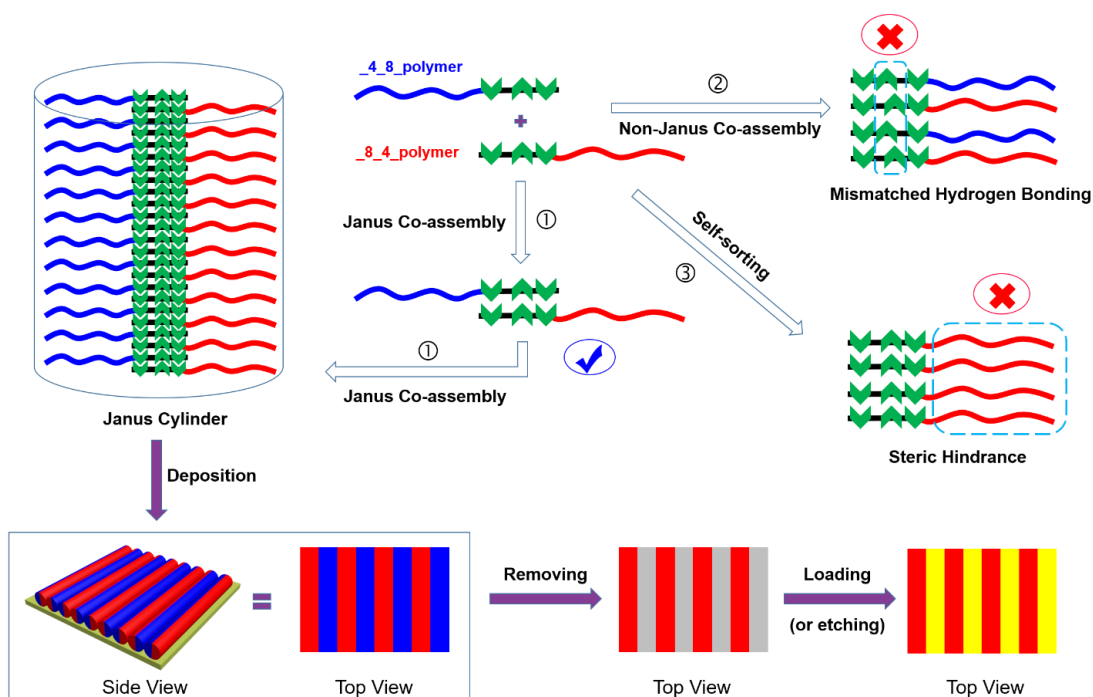 _4_8_polymer
+
_8_4_polymer
②
Non-Janus Co-assembly
Mismatched Hydrogen Bonding
Janus Co-assembly
①
Self-sorting
③
①
Janus Co-assembly
Steric Hindrance
Janus Cylinder
Deposition
=
Removing
Loading
(or etching)
Side View
Top View
Top View
Top View